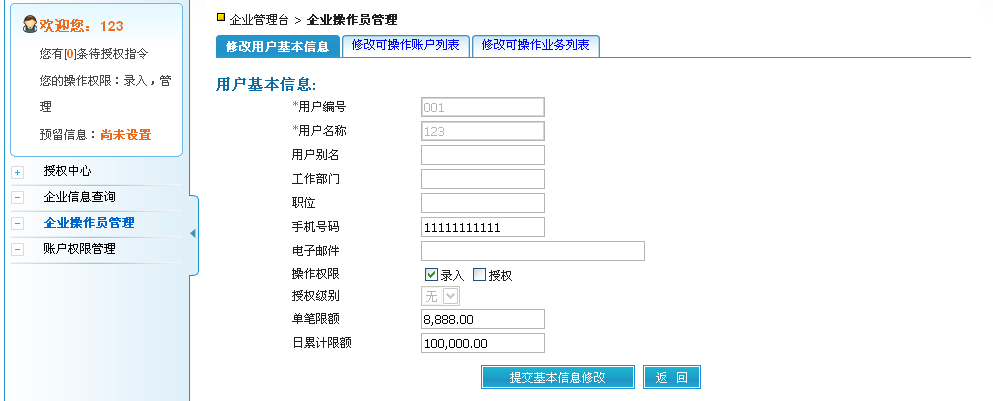 欢迎您：123
您有[0]条待授权指令
您的操作权限：录入，管
理
预留信息：尚未设置
授权中心
企业信息查询
企业操作员管理
账户权限管理
企业管理台 > 企业操作员管理
修改用户基本信息 修改可操作账户列表 修改可操作业务列表
用户基本信息:
*用户编号 001
*用户名称 123
用户别名
工作部门
职位
手机号码 11111111111
电子邮件
操作权限 录入 授权
授权级别 无
单笔限额 8,888.00
日累计限额 100,000.00
提交基本信息修改 返 回